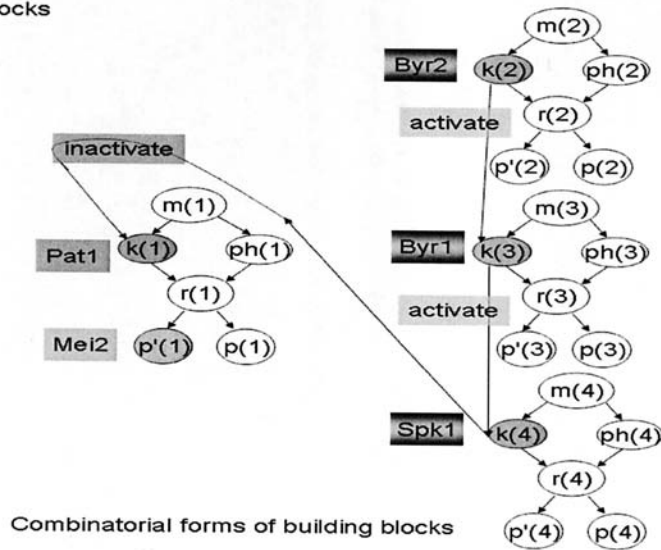 ocks
m(2)
Byr2 k(2) ph(2)
activate r(2)
p'(2) p(2)
inactivate
m(1) m(3)
Pat1 k(1) ph(1) Byr1 k(3) ph(3)
r(1) activate r(3)
Mei2 p'(1) p(1) p'(3) p(3)
m(4)
Spk1 k(4) ph(4)
r(4)
Combinatorial forms of building blocks p'(4) p(4)